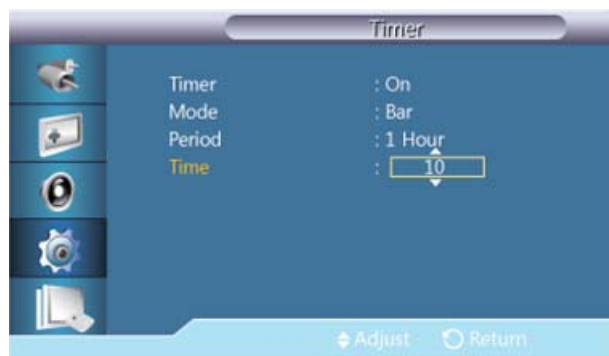 Timer
Timer : On
Mode : Bar
Period : 1 Hour
Time : 10
Adjust Return